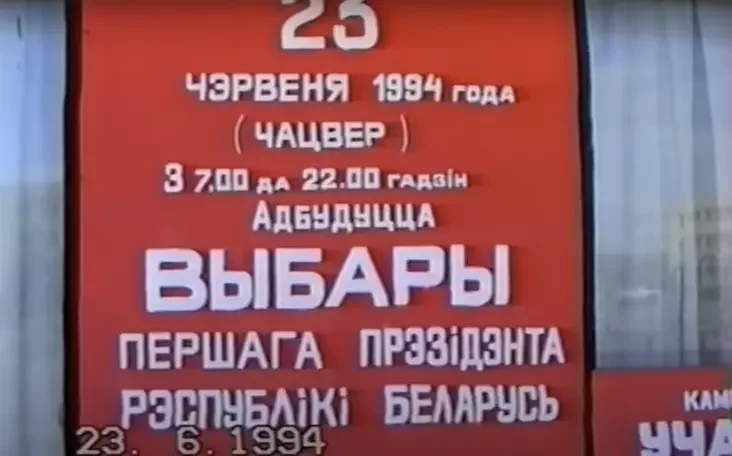 23
ЧЭРВЕНЯ 1994 ГОДА
(ЧАЦВЕР)
З 7.00 ДА 22.00 ГАДЗІН
АДБУДУЦЦА
ВЫБАРЫ
ПЕРШАГА ПРЭЗІДЭНТА
РЭСПУБЛІКІ БЕЛАРУСЬ
23. 6.1994